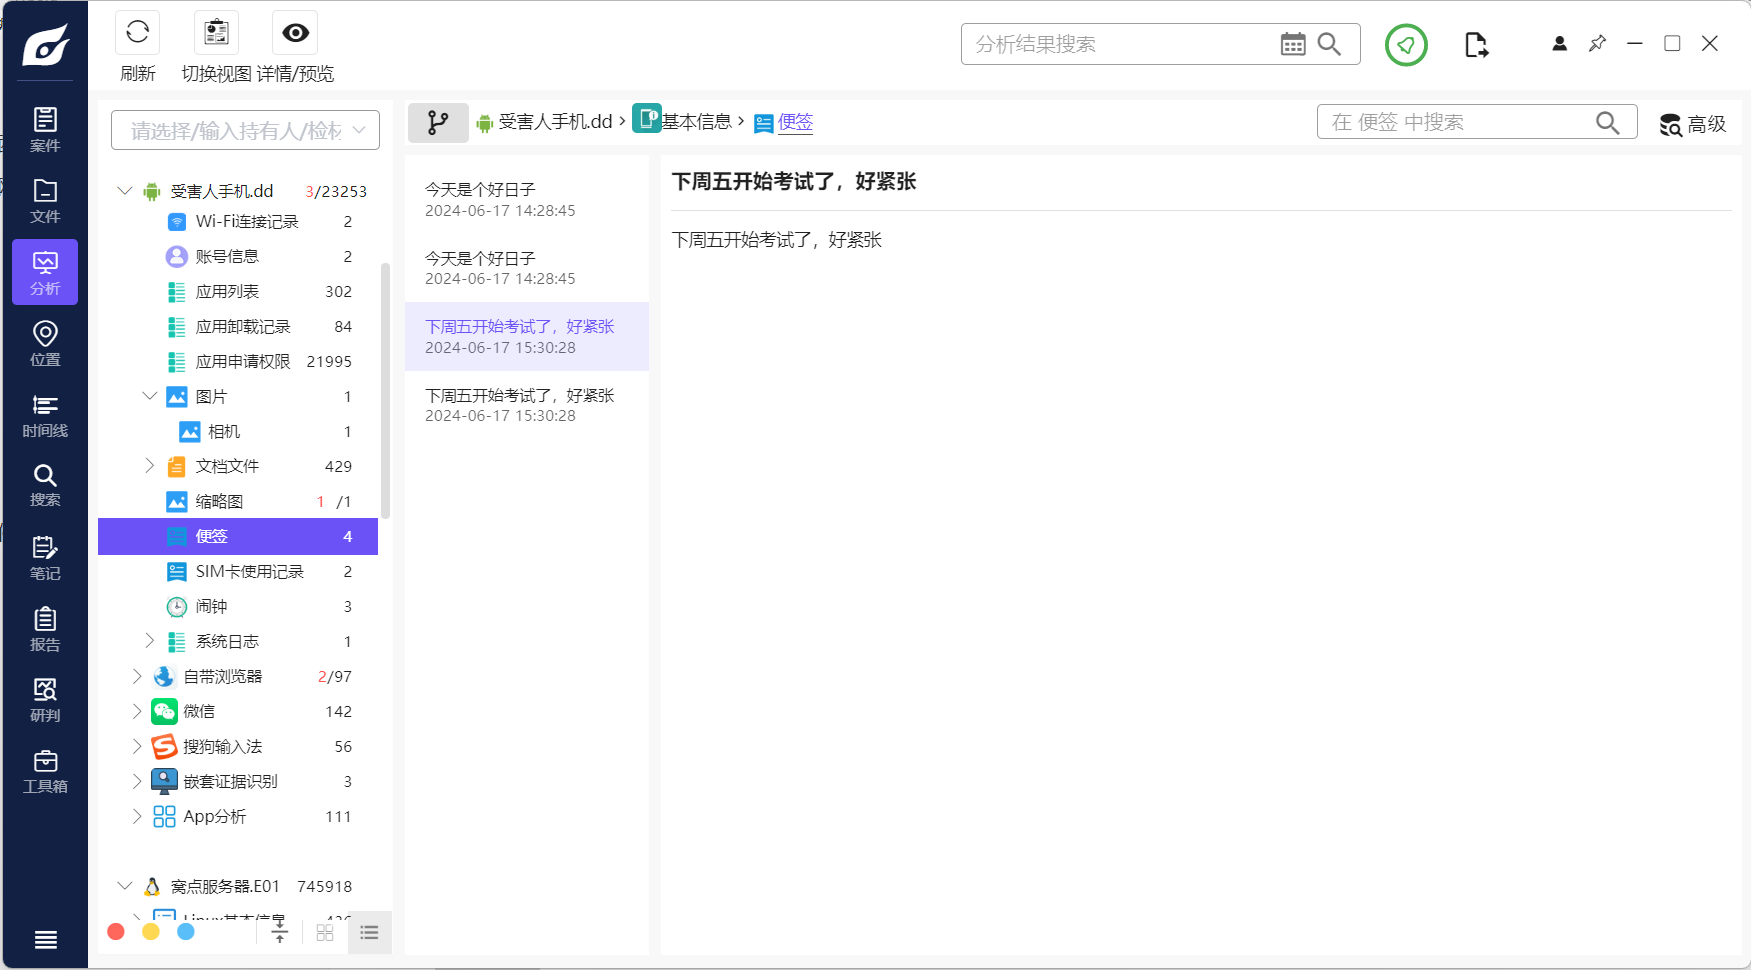 刷新
切换视图
详情/预览
分析结果搜索
案件
文件
分析
位置
时间线
搜索
笔记
报告
研判
工具箱
请选择/输入持有人/检材
受害人手机.dd 3/23253
Wi-Fi连接记录 2
账号信息 2
应用列表 302
应用卸载记录 84
应用申请权限 21995
图片 1
相机 1
文档文件 429
缩略图 1 /1
便签 4
SIM卡使用记录 2
闹钟 3
系统日志 1
自带浏览器 2/97
微信 142
搜狗输入法 56
嵌套证据识别 3
App分析 111
窝点服务器.E01 745918
Linux基本信息
受害人手机.dd › 基本信息 › 便签
在 便签 中搜索
高级
今天是个好日子
2024-06-17 14:28:45
今天是个好日子
2024-06-17 14:28:45
下周五开始考试了，好紧张
2024-06-17 15:30:28
下周五开始考试了，好紧张
2024-06-17 15:30:28
下周五开始考试了，好紧张
下周五开始考试了，好紧张